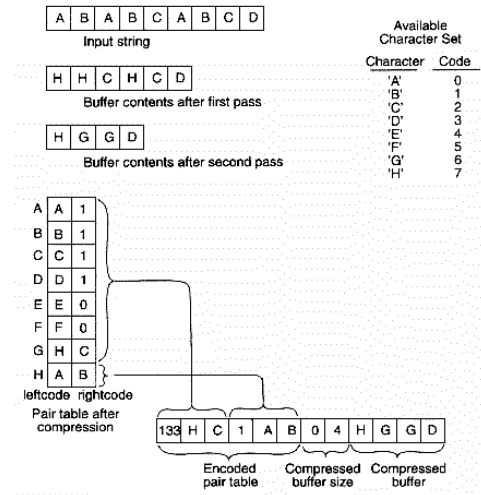 A B A B C A B C D
Input string
H H C H C D
Buffer contents after first pass
H G G D
Buffer contents after second pass
Available
Character Set
Character Code
'A' 0
'B' 1
'C' 2
'D' 3
'E' 4
'F' 5
'G' 6
'H' 7
A A 1
B B 1
C C 1
D D 1
E E 0
F F 0
G H C
H A B
leftcode rightcode
Pair table after
compression
133 H C 1 A B 0 4 H G G D
Encoded
pair table
Compressed
buffer size
Compressed
buffer